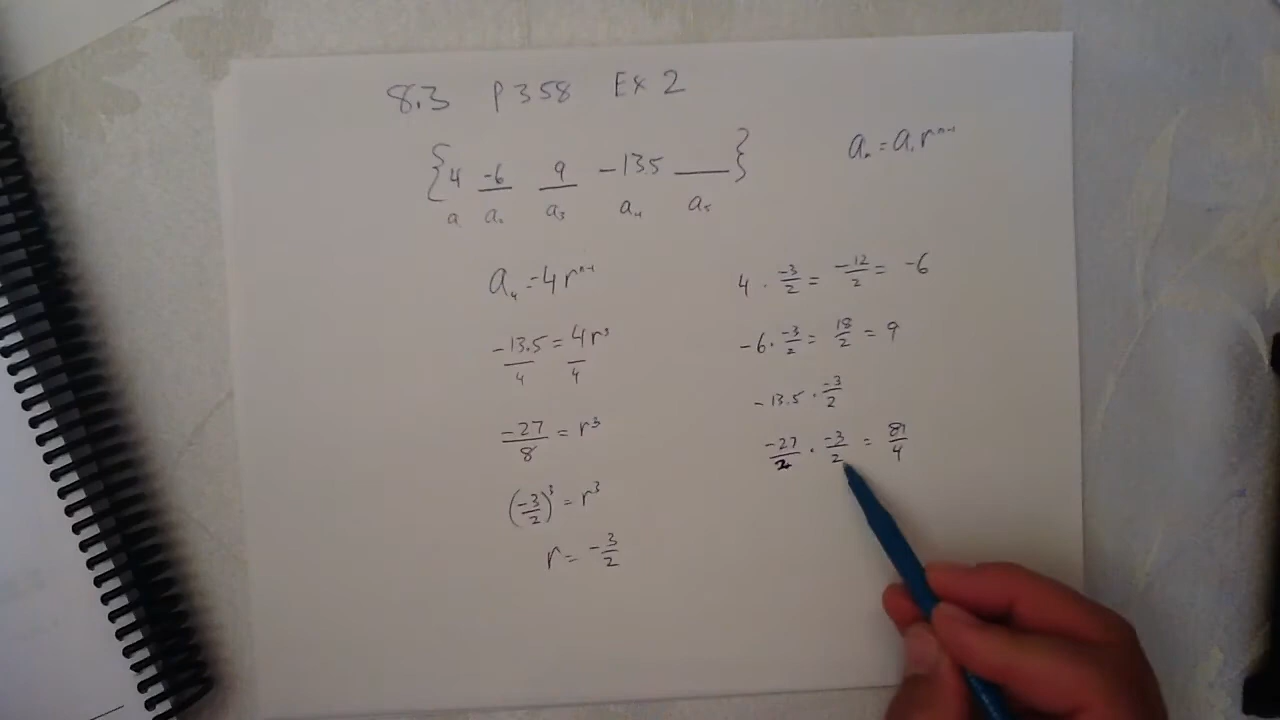 8.3 P358 Ex 2
{4 -6 9 -13.5 __}
a a₂ a₃ a₄ a₅
aₙ = a₁rⁿ⁻¹
a₄ = 4rⁿ⁻¹
-13.5/4 = 4r³/4
-27/8 = r³
(-3/2)³ = r³
r = -3/2
4 · -3/2 = -12/2 = -6
-6 · -3/2 = 18/2 = 9
-13.5 · -3/2
-27/2 · -3/2 = 81/4